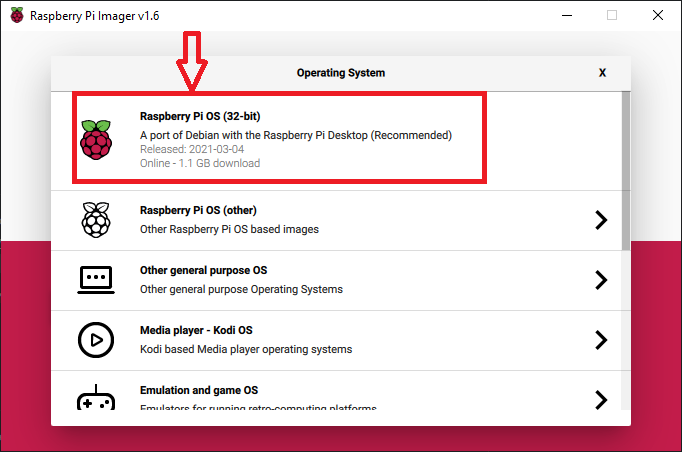 Raspberry Pi Imager v1.6
Operating System
X
Raspberry Pi OS (32-bit)
A port of Debian with the Raspberry Pi Desktop (Recommended)
Released: 2021-03-04
Online - 1.1 GB download
Raspberry Pi OS (other)
Other Raspberry Pi OS based images
Other general purpose OS
Other general purpose Operating Systems
Media player - Kodi OS
Kodi based Media player operating systems
Emulation and game OS
Emulators for running retro-computing platforms